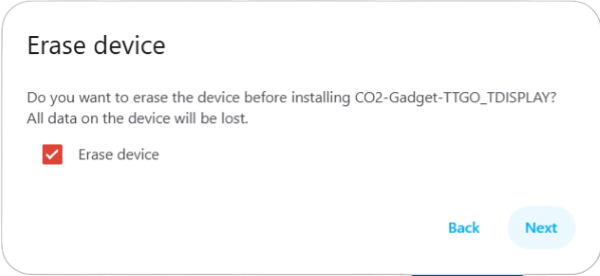 Erase device
Do you want to erase the device before installing CO2-Gadget-TTGO_TDISPLAY?
All data on the device will be lost.
Erase device
Back Next